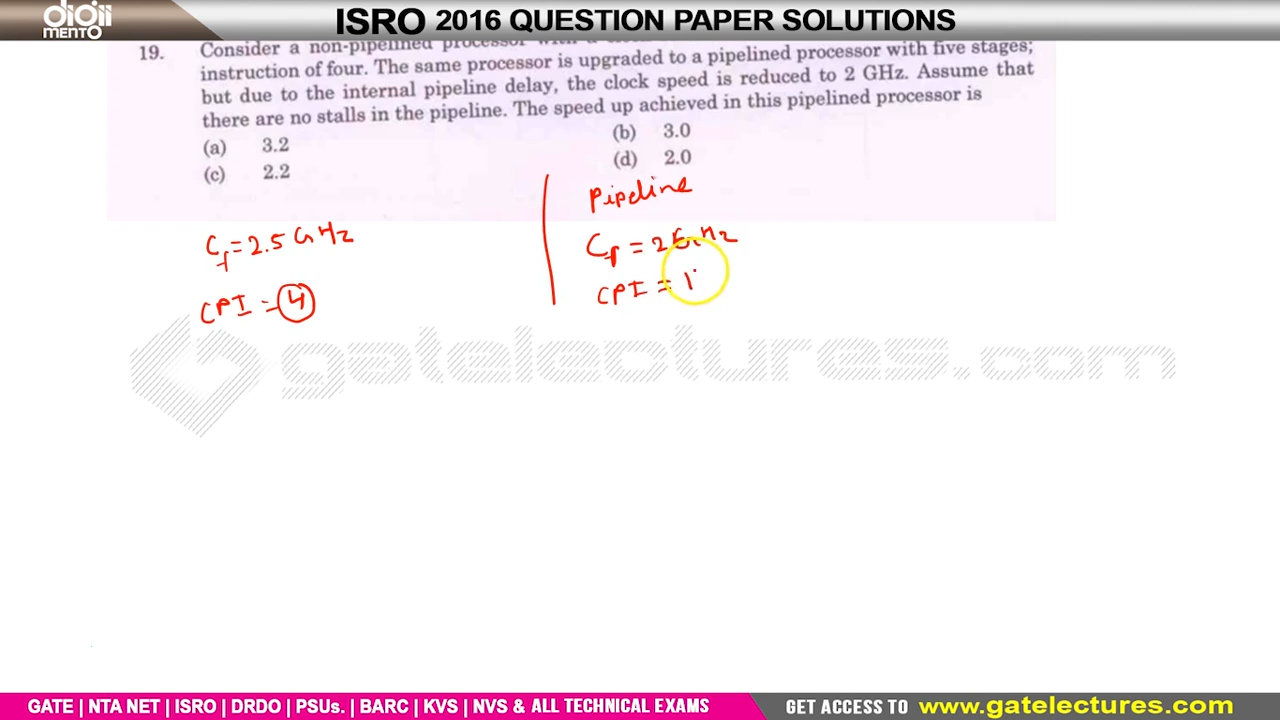 digii
mento
ISRO 2016 QUESTION PAPER SOLUTIONS
19. Consider a non-pipelined processor with a
instruction of four. The same processor is upgraded to a pipelined processor with five stages;
but due to the internal pipeline delay, the clock speed is reduced to 2 GHz. Assume that
there are no stalls in the pipeline. The speed up achieved in this pipelined processor is
(a) 3.2 (b) 3.0
(c) 2.2 (d) 2.0
Pipeline
Cf = 2.5 GHz Cf = 2 GHz
CPI = 4 CPI = 1
gatelectures.com
GATE | NTA NET | ISRO | DRDO | PSUs. | BARC | KVS | NVS & ALL TECHNICAL EXAMS GET ACCESS TO www.gatelectures.com